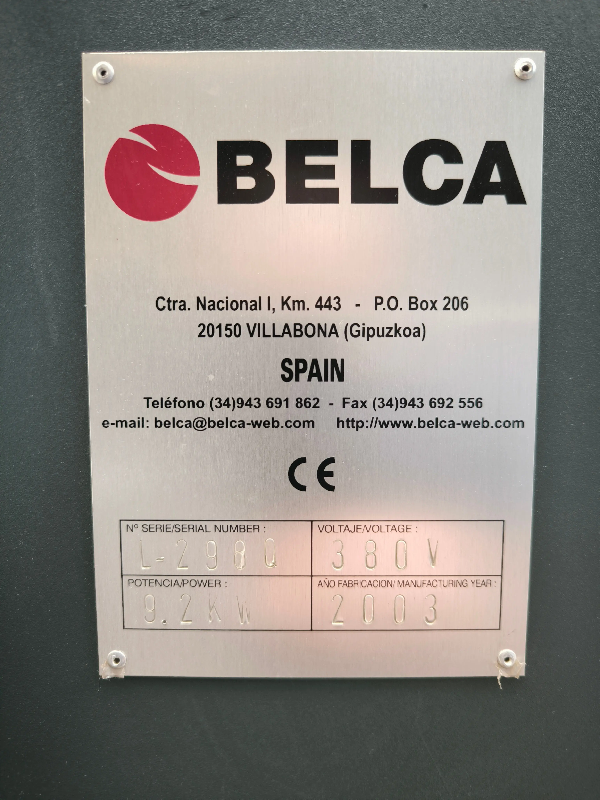 BELCA
Ctra. Nacional I, Km. 443 - P.O. Box 206
20150 VILLABONA (Gipuzkoa)
SPAIN
Teléfono (34)943 691 862 - Fax (34)943 692 556
e-mail: belca@belca-web.com http://www.belca-web.com
CE
Nº SERIE/SERIAL NUMBER :
VOLTAJE/VOLTAGE :
380V
POTENCIA/POWER :
9.2KW
AÑO FABRICACION/ MANUFACTURING YEAR :
2003